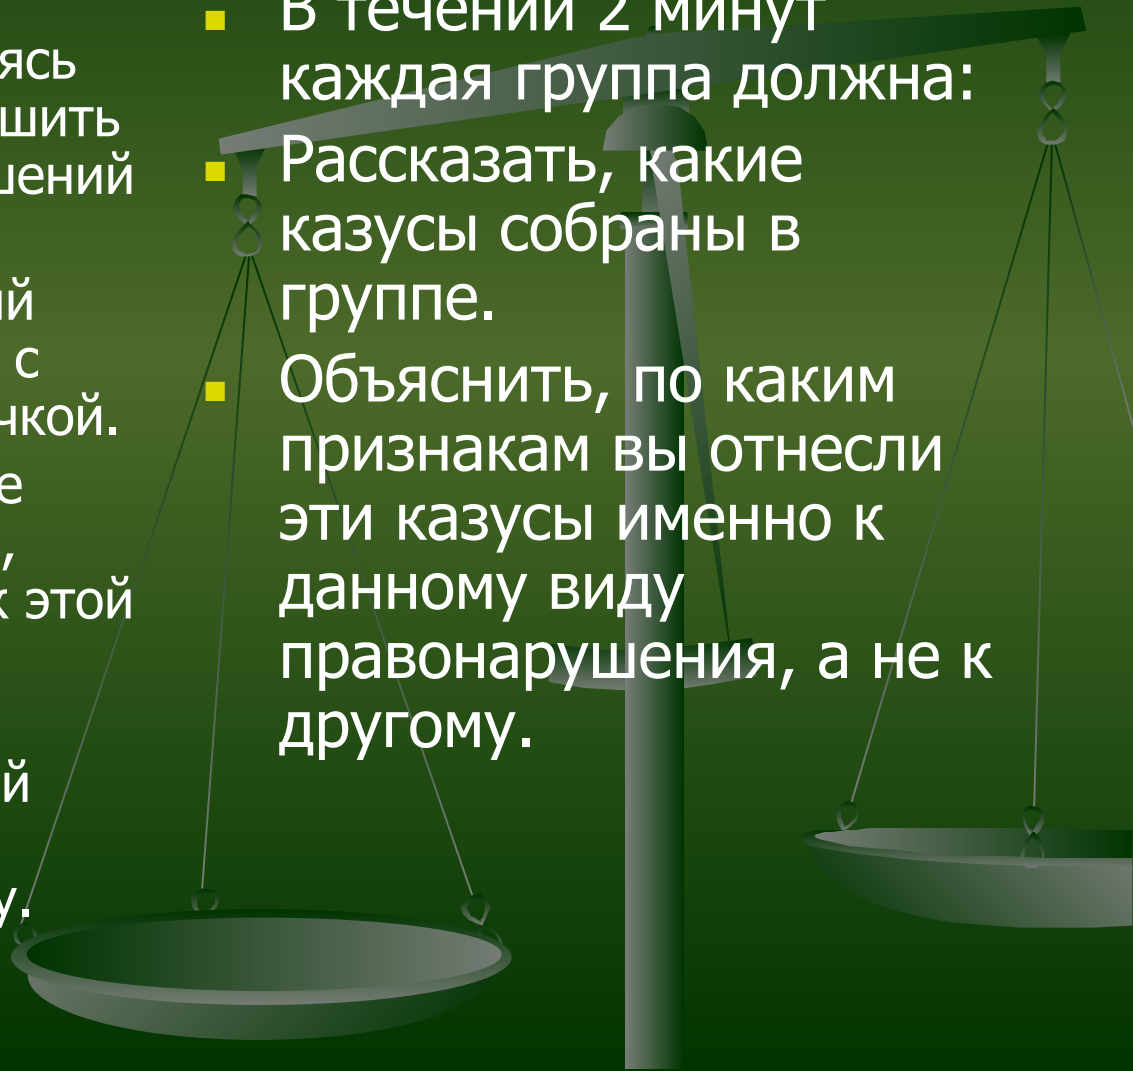 В течении 2 минут
каждая группа должна:
Рассказать, какие
казусы собраны в
группе.
Объяснить, по каким
признакам вы отнесли
эти казусы именно к
данному виду
правонарушения, а не к
другому.
с
к этой